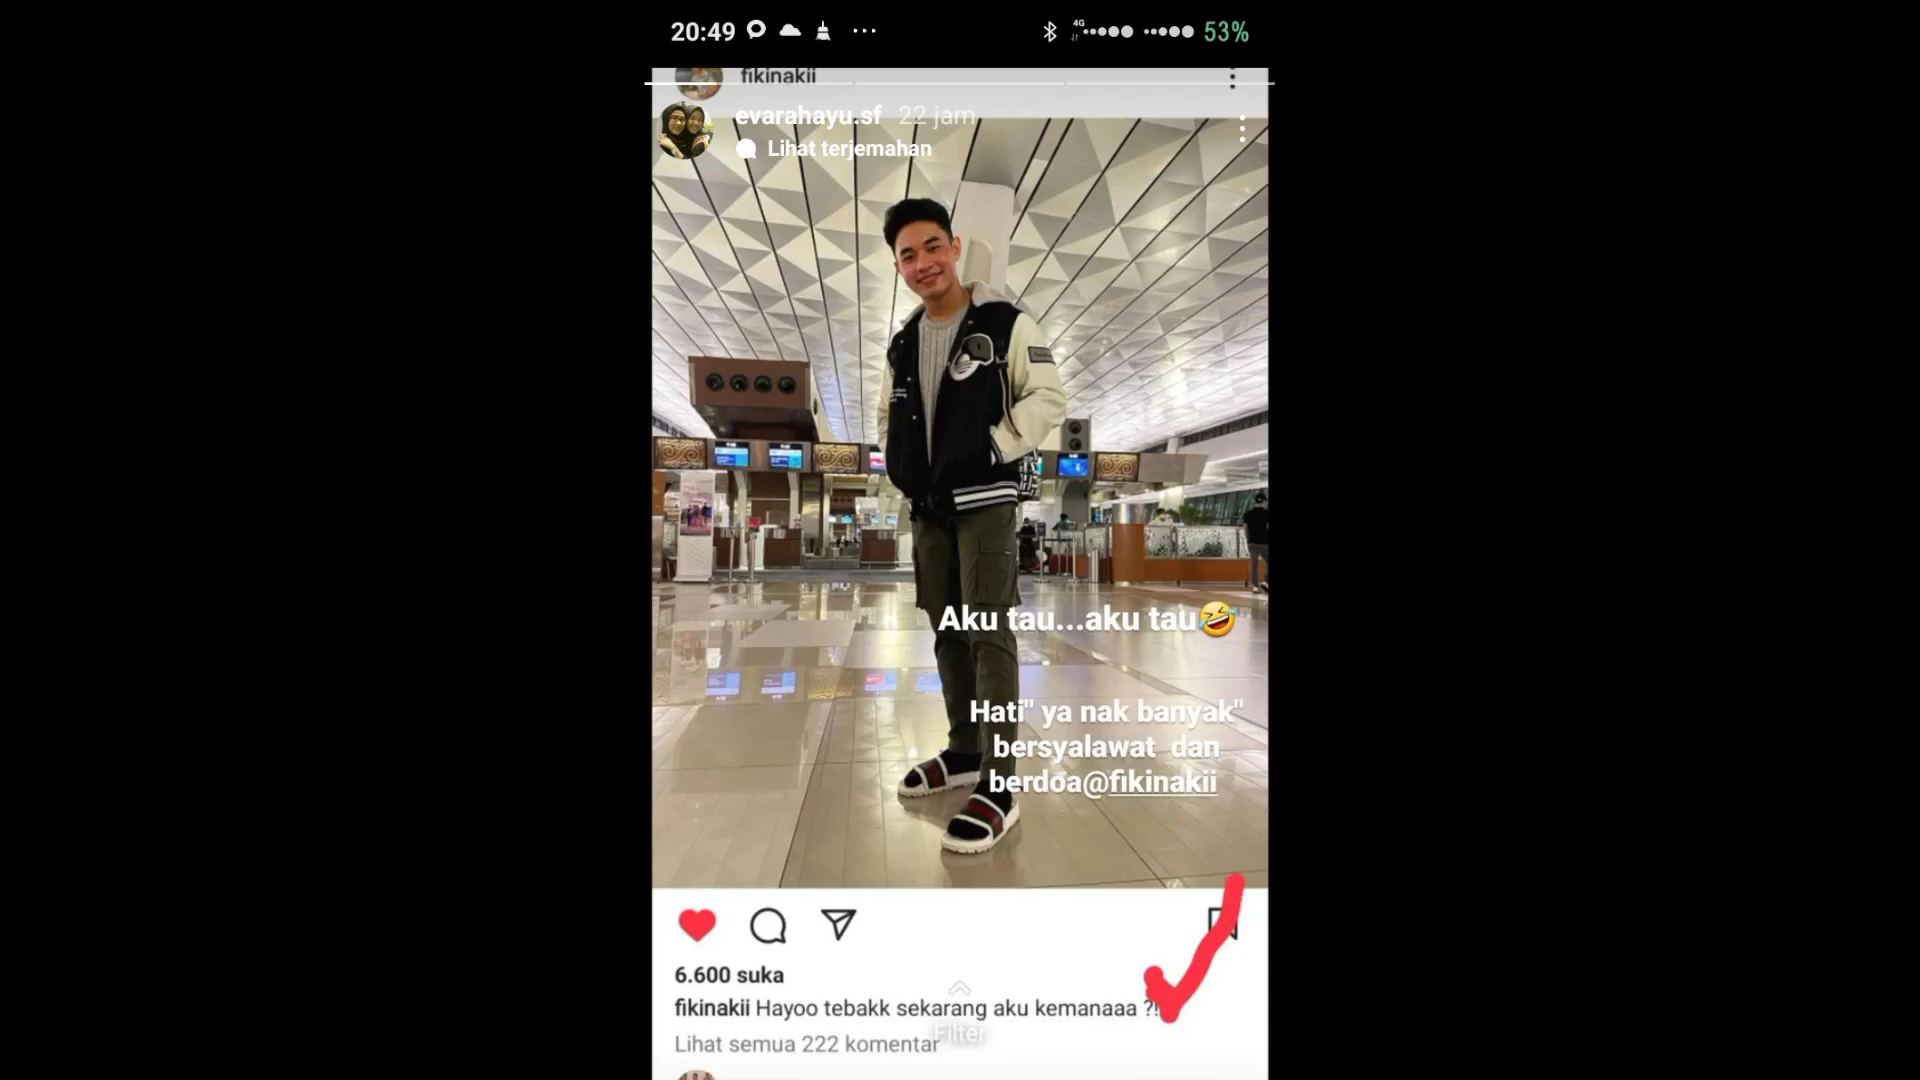 20:49
4G
53%
fikinakii
evarahayu.sf 22 jam
Lihat terjemahan
Aku tau...aku tau🤣
Hati" ya nak banyak"
bersyalawat dan
berdoa@fikinakii
6.600 suka
fikinakii Hayoo tebakk sekarang aku kemanaaa ?!
Filter
Lihat semua 222 komentar